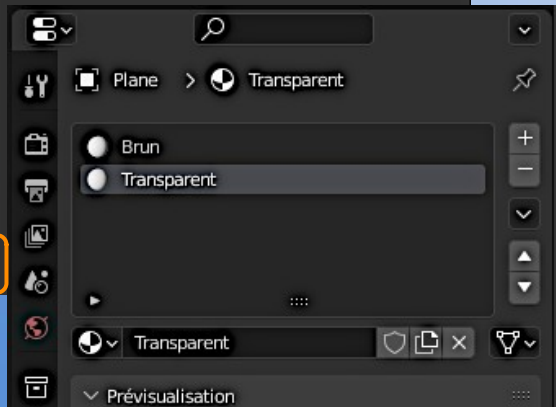 Plane > Transparent
Brun
Transparent
Transparent
Prévisualisation